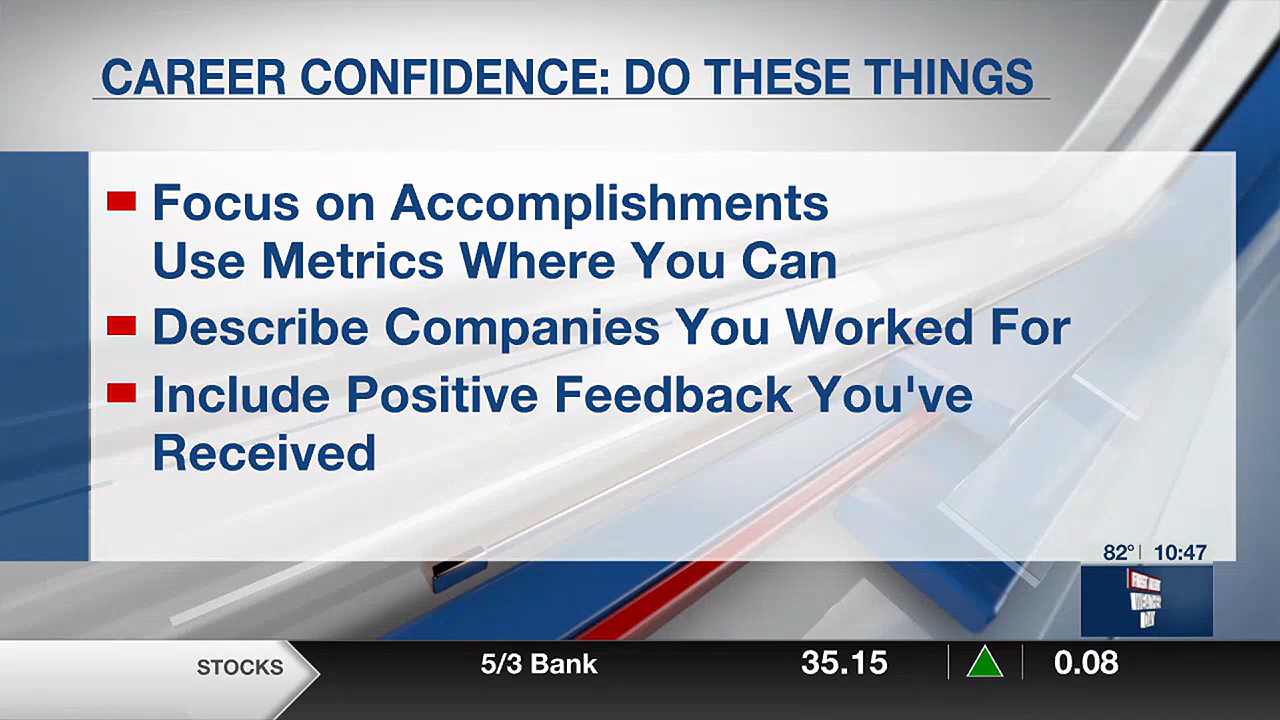 CAREER CONFIDENCE: DO THESE THINGS
Focus on Accomplishments
Use Metrics Where You Can
Describe Companies You Worked For
Include Positive Feedback You've
Received
82° 10:47
STOCKS 5/3 Bank 35.15 0.08